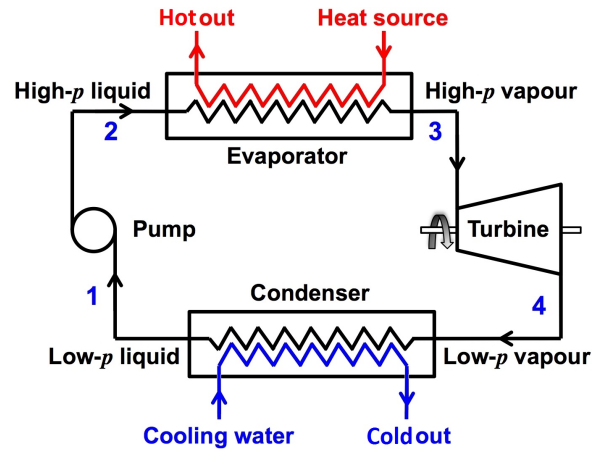 Hot out
Heat source
High-p liquid
High-p vapour
2
3
Evaporator
Pump
Turbine
1
Condenser
4
Low-p liquid
Low-p vapour
Cooling water
Cold out